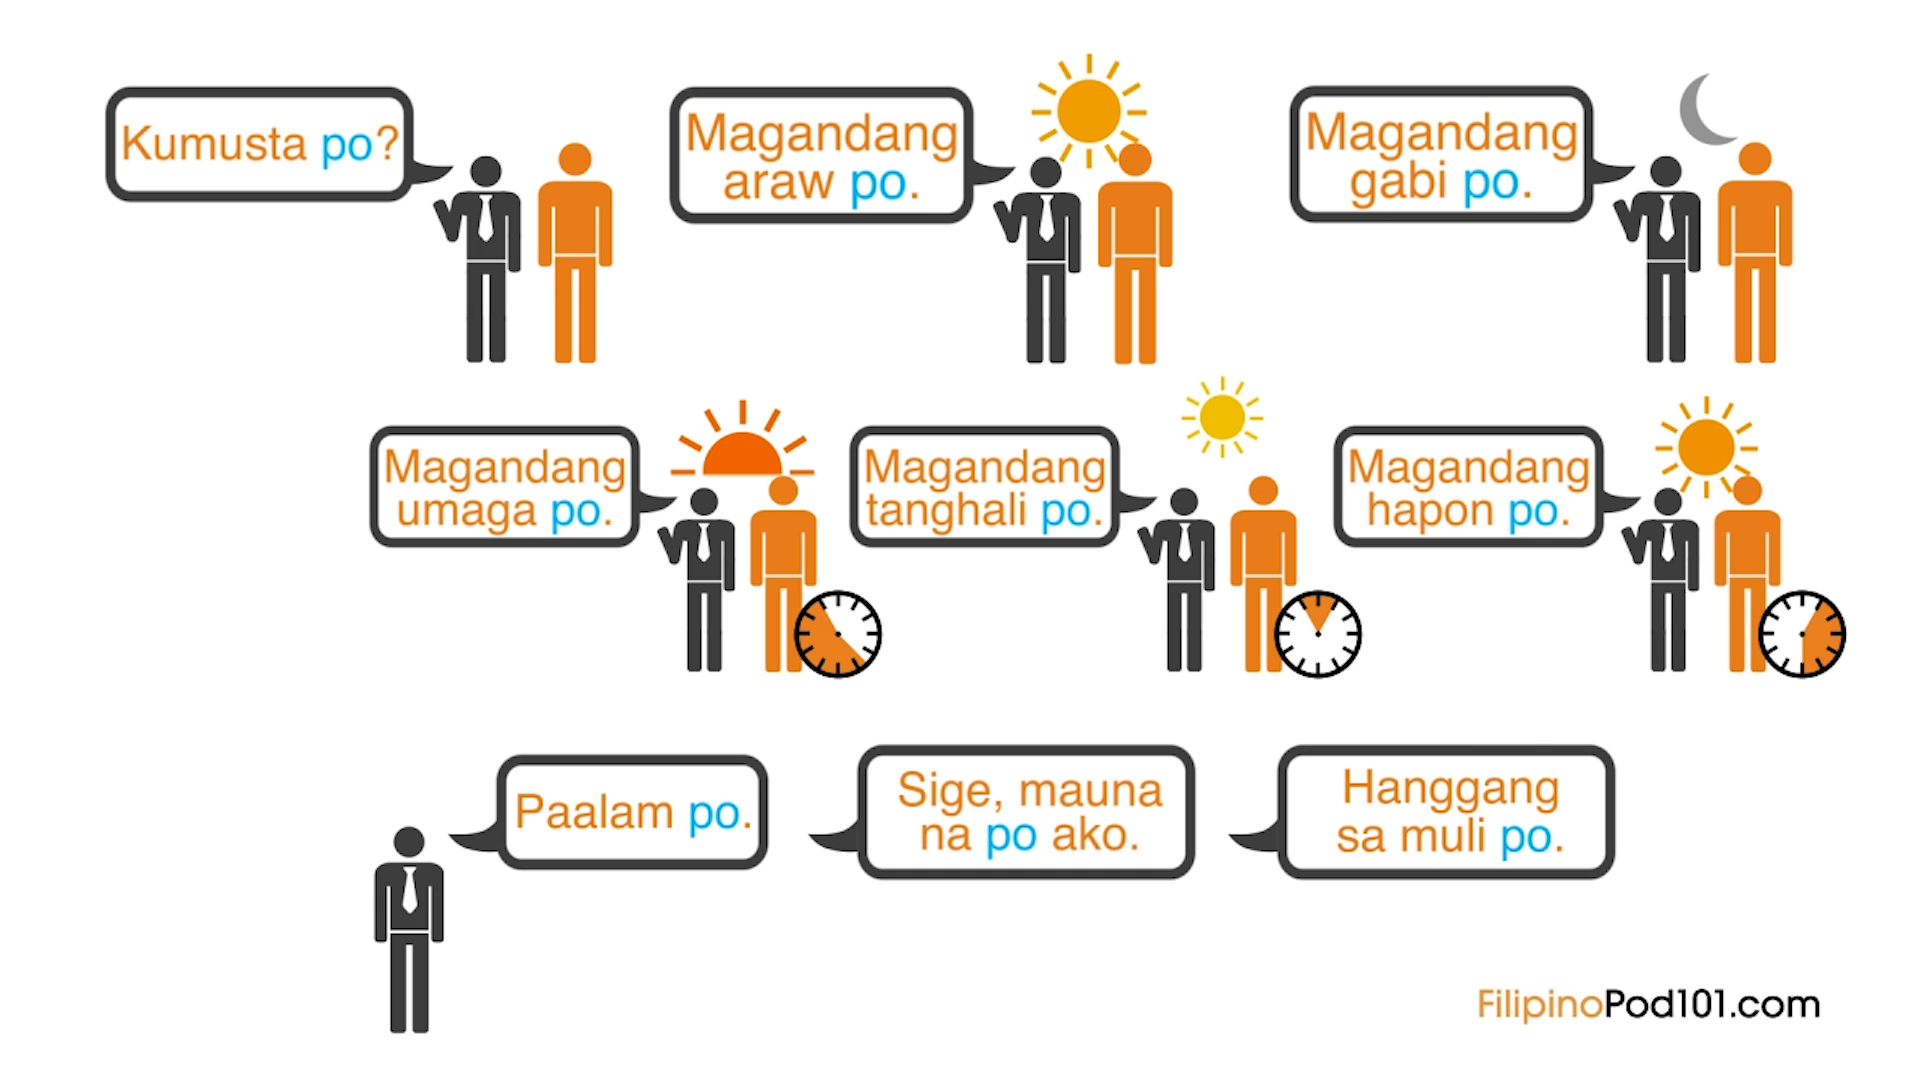 Kumusta po?
Magandang
araw po.
Magandang
gabi po.
Magandang
umaga po.
Magandang
tanghali po.
Magandang
hapon po.
Paalam po.
Sige, mauna
na po ako.
Hanggang
sa muli po.
FilipinoPod101.com